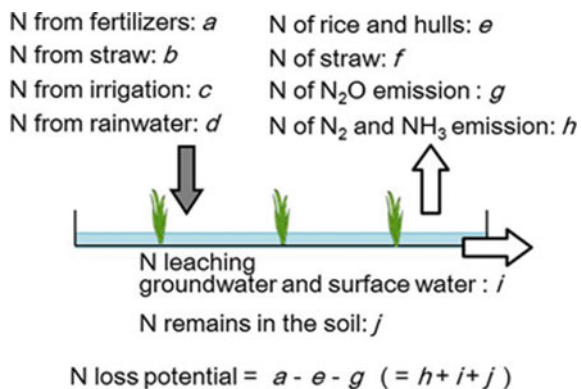 N from fertilizers: a
N from straw: b
N from irrigation: c
N from rainwater: d
N of rice and hulls: e
N of straw: f
N of N₂O emission : g
N of N₂ and NH₃ emission: h
N leaching
groundwater and surface water : i
N remains in the soil: j
N loss potential = a - e - g ( = h + i + j )